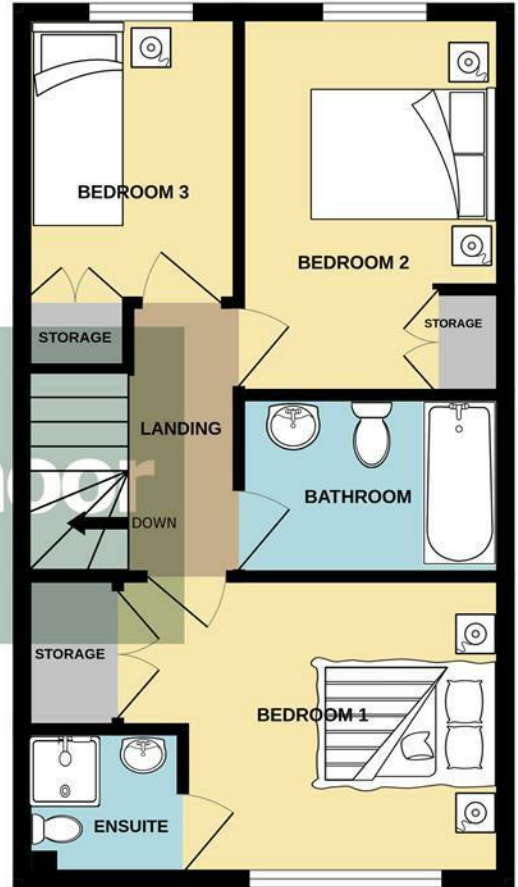 BEDROOM 3
BEDROOM 2
STORAGE
STORAGE
LANDING
BATHROOM
DOWN
STORAGE
BEDROOM 1
ENSUITE